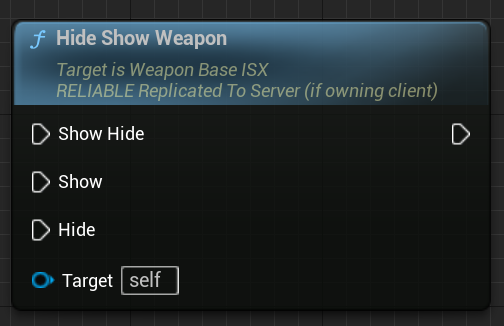 f Hide Show Weapon
Target is Weapon Base ISX
RELIABLE Replicated To Server (if owning client)
Show Hide
Show
Hide
Target self